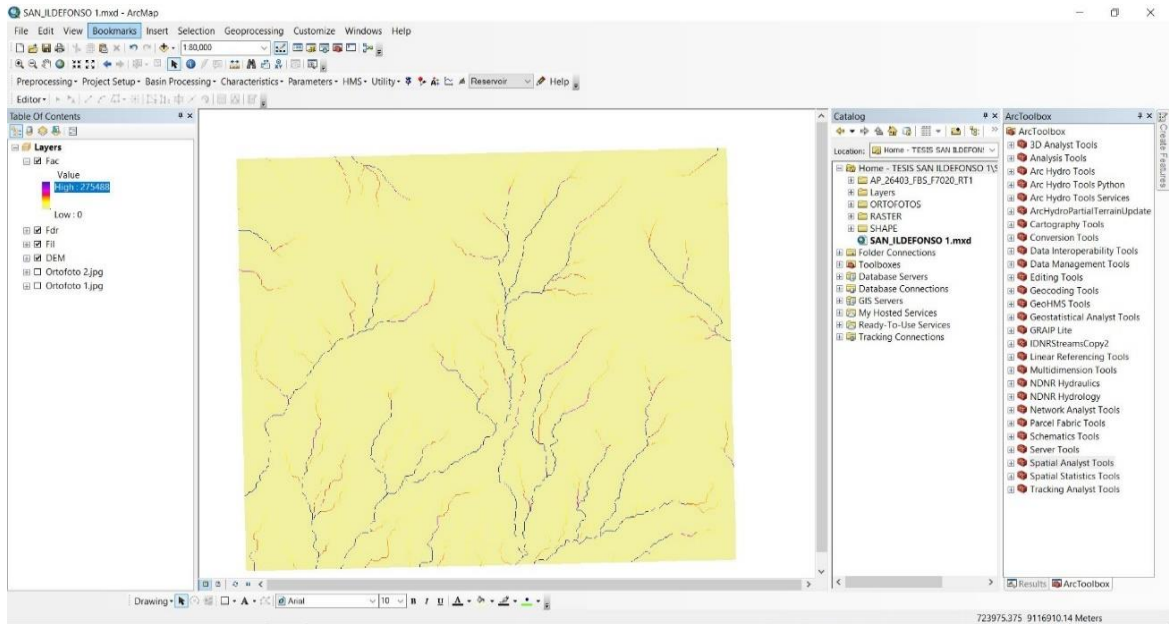 SAN_ILDEFONSO 1.mxd - ArcMap
File Edit View Bookmarks Insert Selection Geoprocessing Customize Windows Help
1:80,000
Preprocessing Project Setup Basin Processing Characteristics Parameters HMS Utility Reservoir Help
Editor
Table Of Contents
Layers
Fac
Value
High : 275488
Low : 0
Fdr
Fil
DEM
Ortofoto 2.jpg
Ortofoto 1.jpg
Catalog
Location: Home - TESIS SAN ILDEFON
Home - TESIS SAN ILDEFONSO 1\S
AP_26403_FBS_F7020_RT1
Layers
ORTOFOTOS
RASTER
SHAPE
SAN_ILDEFONSO 1.mxd
Folder Connections
Toolboxes
Database Servers
Database Connections
GIS Servers
My Hosted Services
Ready-To-Use Services
Tracking Connections
ArcToolbox
ArcToolbox
3D Analyst Tools
Analysis Tools
Arc Hydro Tools
Arc Hydro Tools Python
Arc Hydro Tools Services
ArcHydroPartialTerrainUpdate
Cartography Tools
Conversion Tools
Data Interoperability Tools
Data Management Tools
Editing Tools
Geocoding Tools
GeoHMS Tools
Geostatistical Analyst Tools
GRAIP Lite
IDNRStreamsCopy2
Linear Referencing Tools
Multidimension Tools
NDNR Hydraulics
NDNR Hydrology
Network Analyst Tools
Parcel Fabric Tools
Schematics Tools
Server Tools
Spatial Analyst Tools
Spatial Statistics Tools
Tracking Analyst Tools
Create Features
Results ArcToolbox
Drawing A Arial 10 B I U A
723975.375 9116910.14 Meters